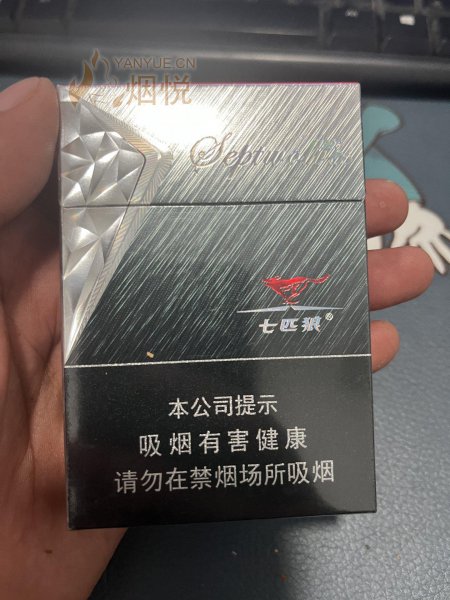 YANYUE.CN
烟悦
Septwolves
七匹狼®
本公司提示
吸烟有害健康
请勿在禁烟场所吸烟